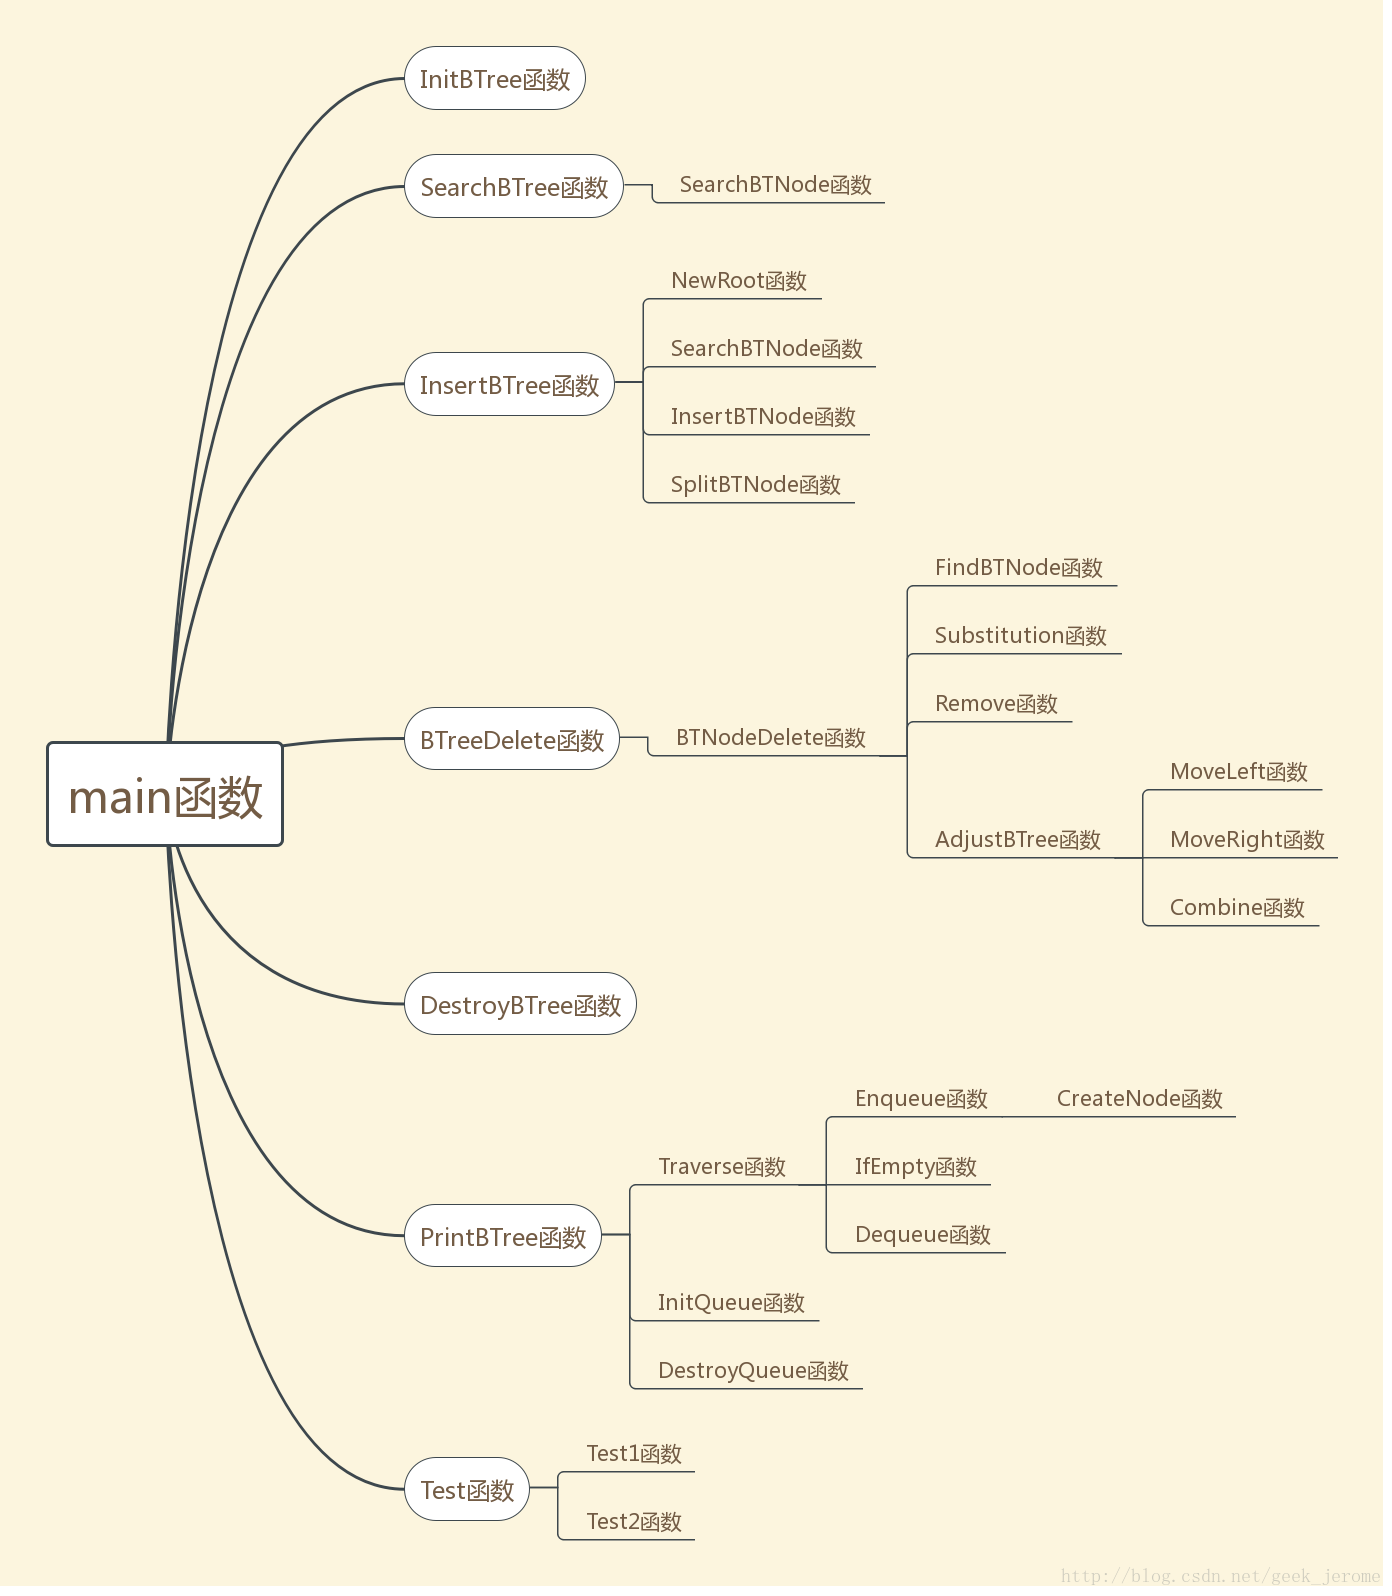 main函数
InitBTree函数
SearchBTree函数
SearchBTNode函数
InsertBTree函数
NewRoot函数
SearchBTNode函数
InsertBTNode函数
SplitBTNode函数
BTreeDelete函数
BTNodeDelete函数
FindBTNode函数
Substitution函数
Remove函数
AdjustBTree函数
MoveLeft函数
MoveRight函数
Combine函数
DestroyBTree函数
PrintBTree函数
Traverse函数
Enqueue函数
CreateNode函数
IfEmpty函数
Dequeue函数
InitQueue函数
DestroyQueue函数
Test函数
Test1函数
Test2函数
http://blog.csdn.net/geek_jerome